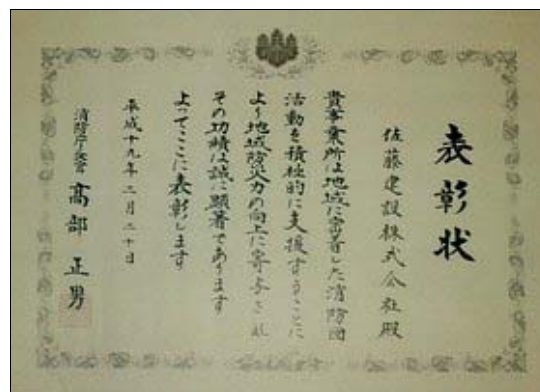 表彰状
佐藤建設株式会社殿
貴事業所は地域に密着した消防団
活動を積極的に支援することに
より地域防災力の向上に寄与され
その功績は誠に顕著であります
よってここに表彰します
平成十九年二月二十日
消防庁長官 高部 正男